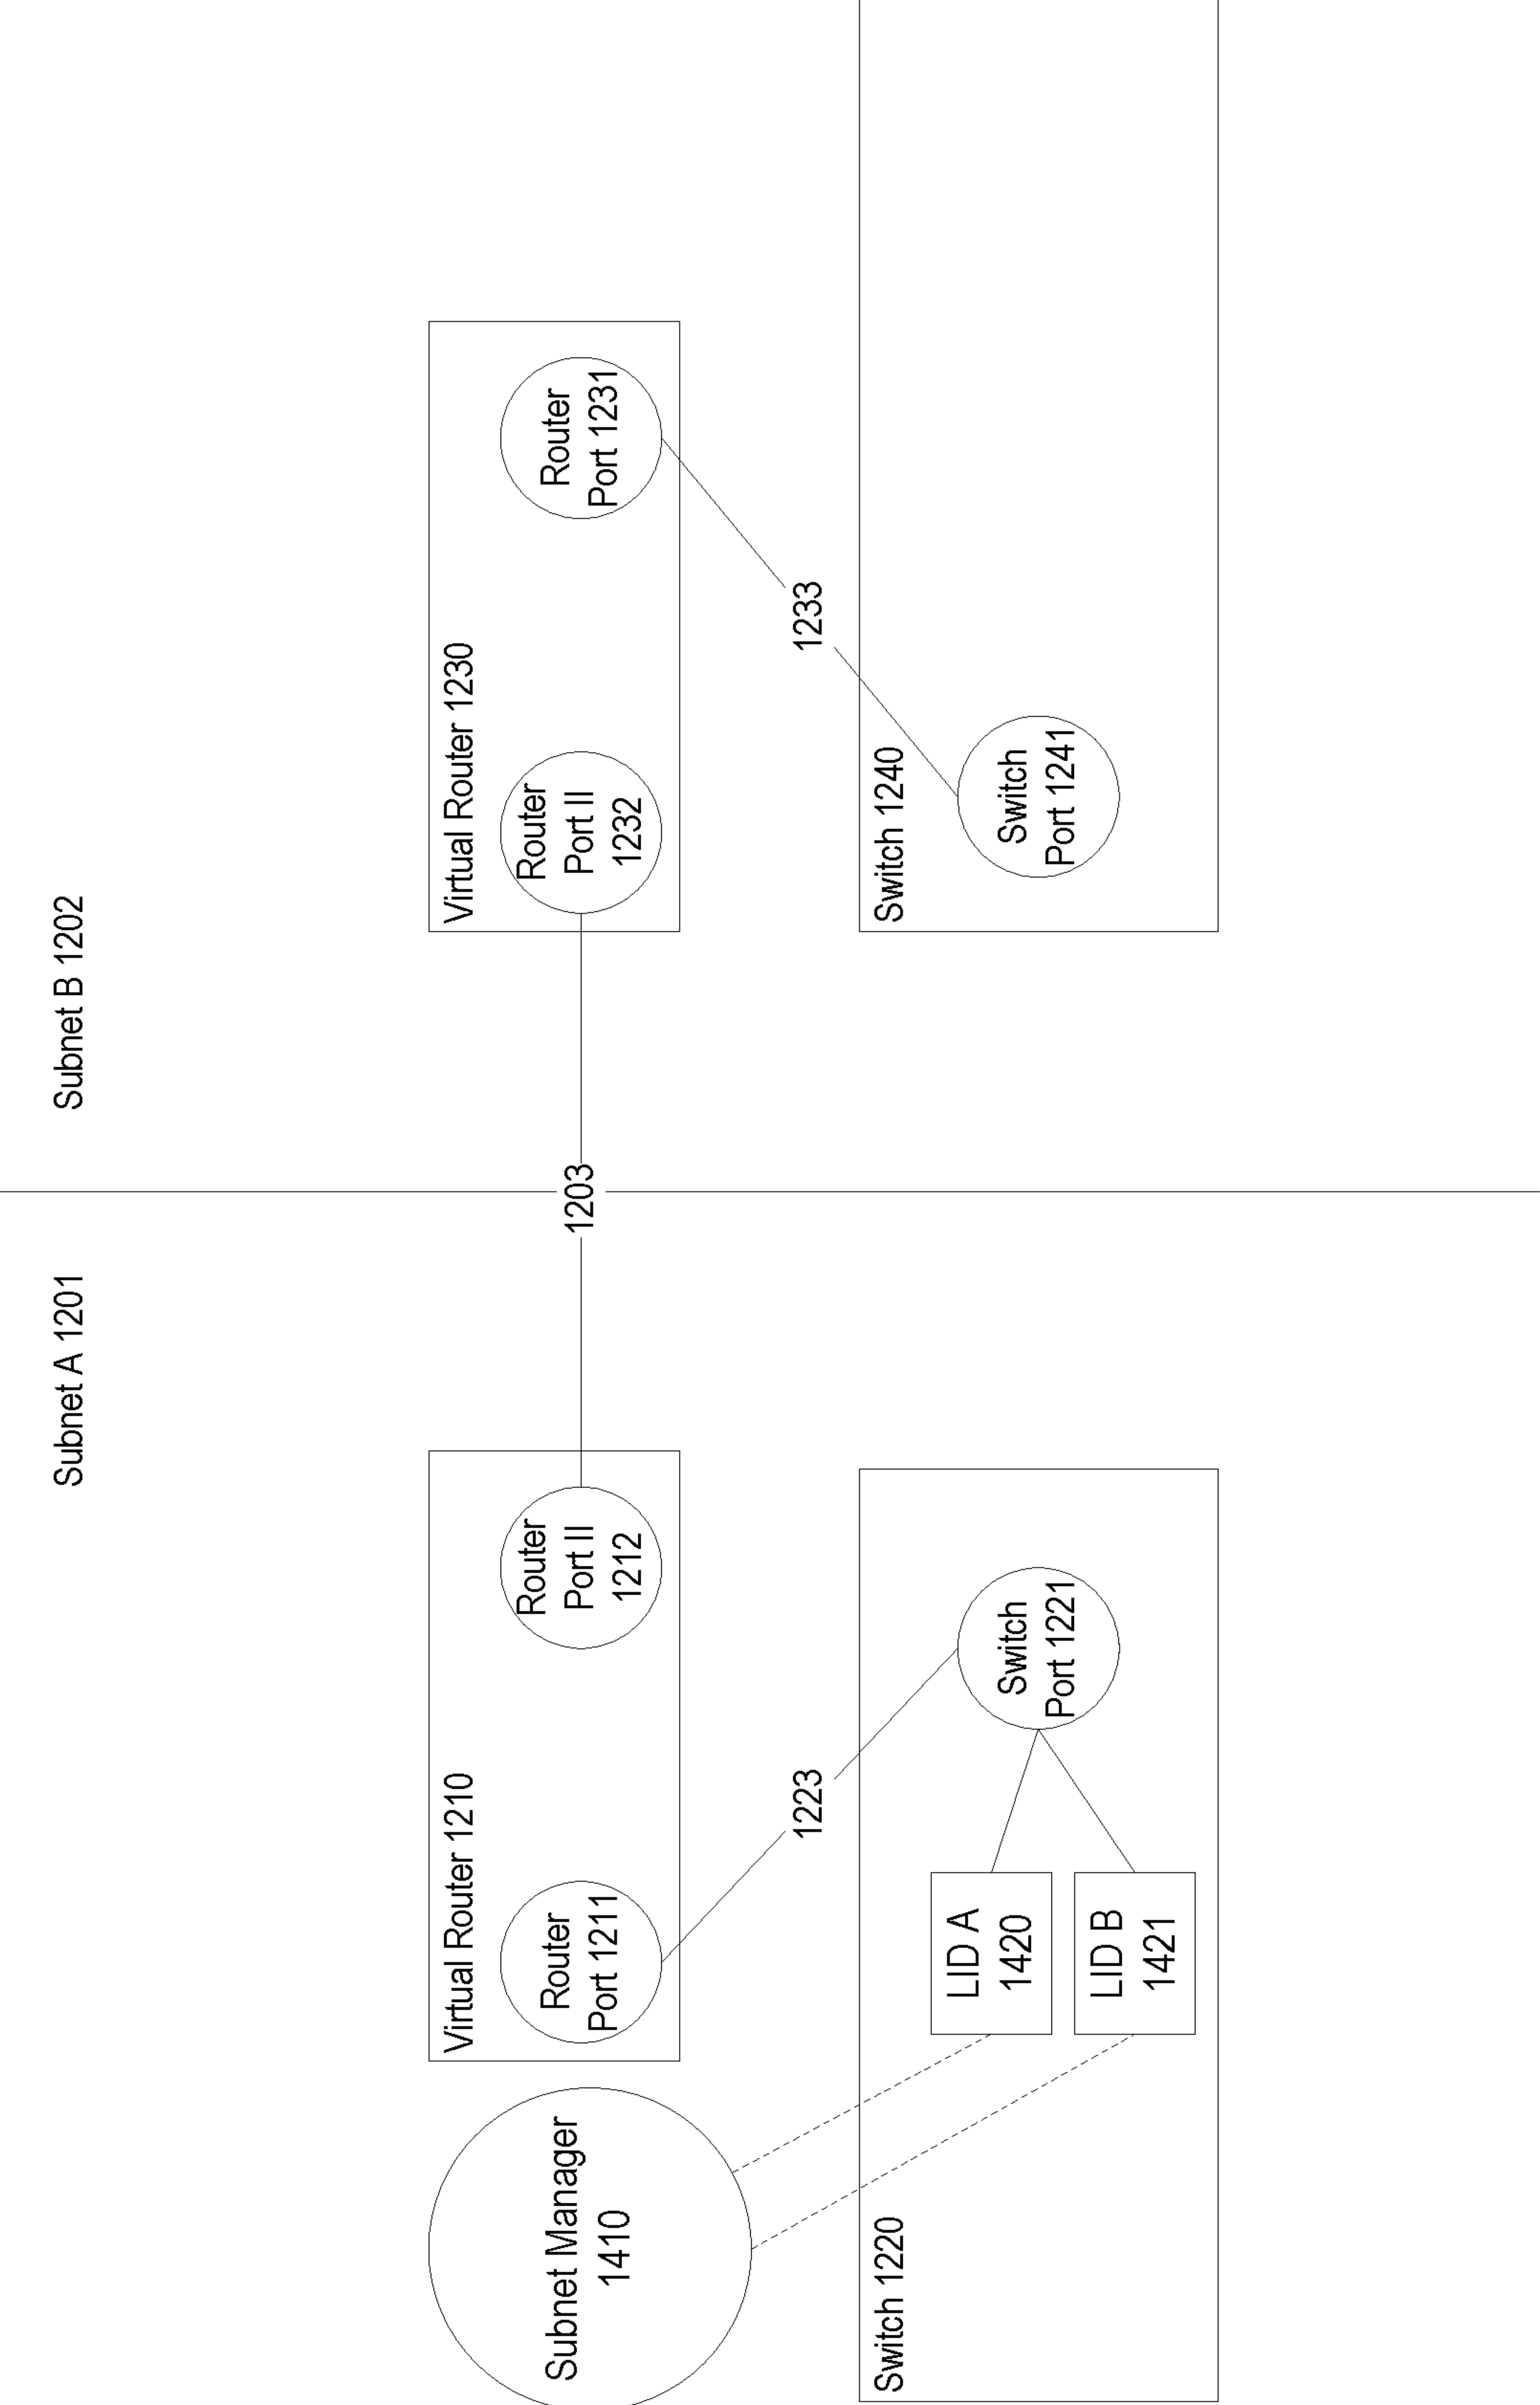 Subnet A 1201
Subnet B 1202
Subnet Manager
1410
Virtual Router 1210
Router
Port 1211
Router
Port II
1212
1203
Virtual Router 1230
Router
Port II
1232
Router
Port 1231
1223
1233
Switch 1220
LID A
1420
LID B
1421
Switch
Port 1221
Switch 1240
Switch
Port 1241